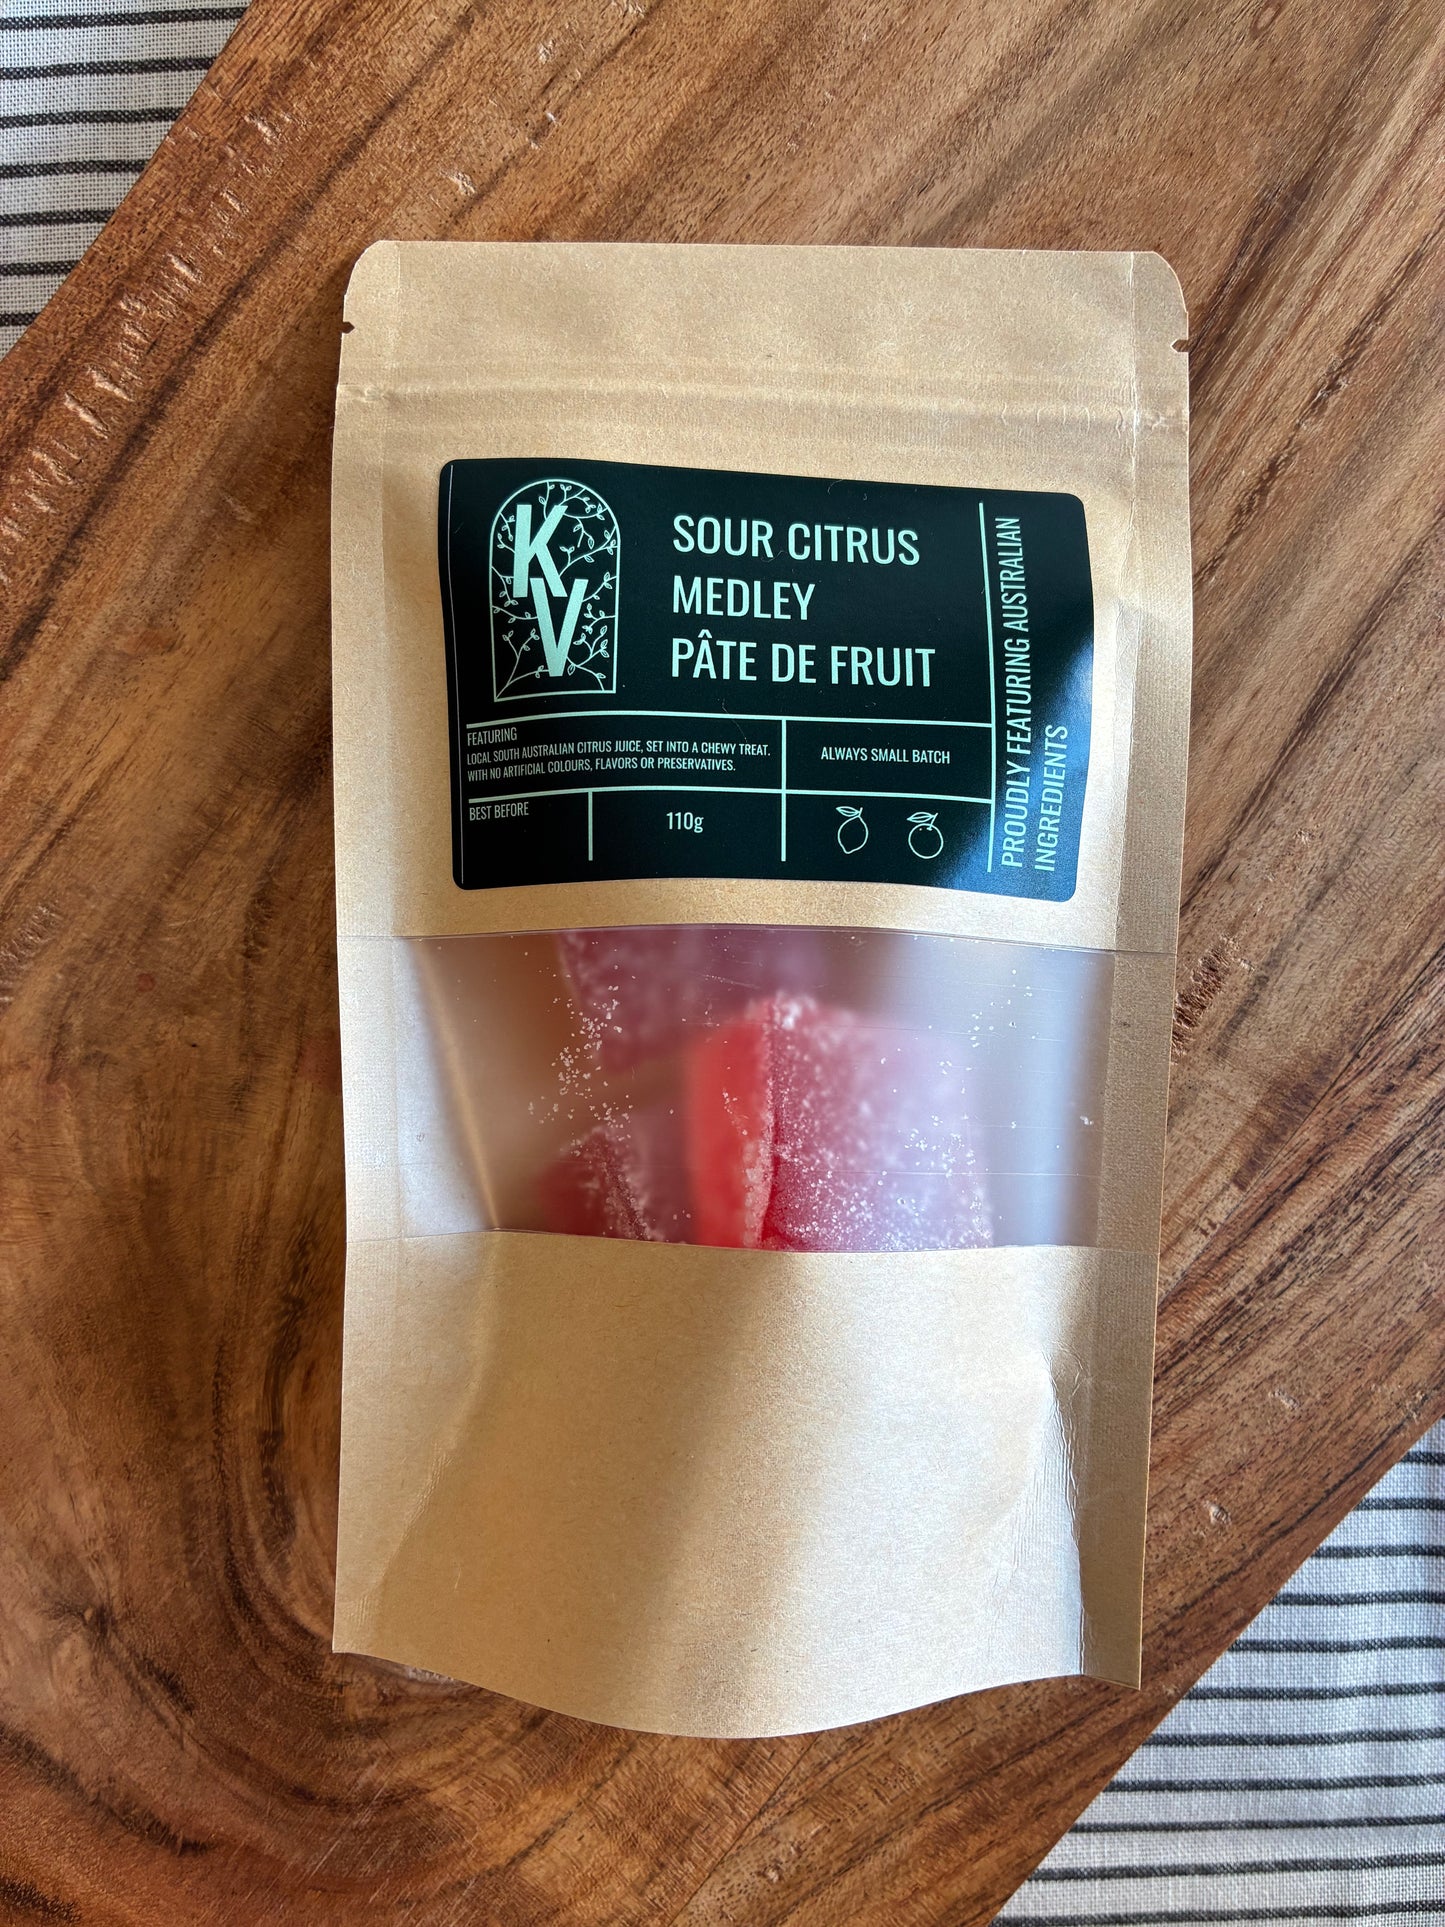 KV
SOUR CITRUS
MEDLEY
PÂTE DE FRUIT
FEATURING
LOCAL SOUTH AUSTRALIAN CITRUS JUICE, SET INTO A CHEWY TREAT.
WITH NO ARTIFICIAL COLOURS, FLAVORS OR PRESERVATIVES.
ALWAYS SMALL BATCH
BEST BEFORE
110g
PROUDLY FEATURING AUSTRALIAN
INGREDIENTS